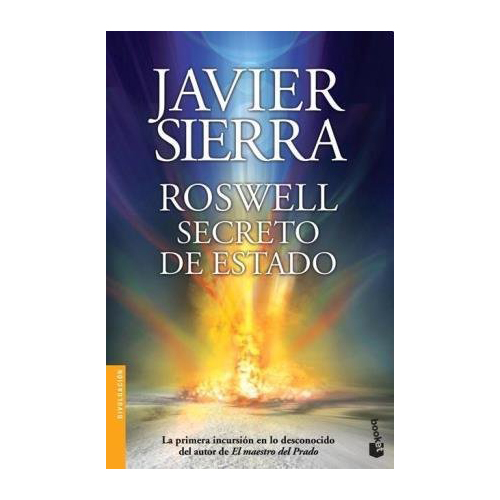 JAVIER
SIERRA
ROSWELL
SECRETO
DE ESTADO
DIVULGACIÓN
La primera incursión en lo desconocido
del autor de El maestro del Prado
booket